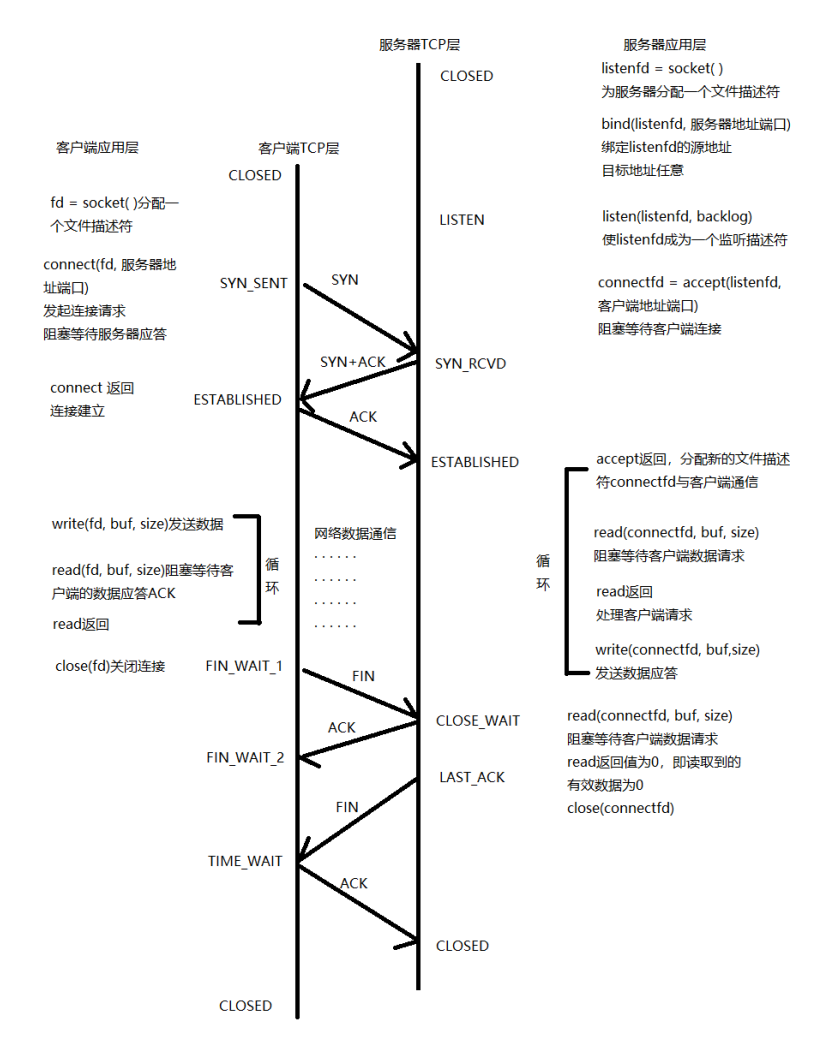 服务器TCP层
服务器应用层
CLOSED
listenfd = socket( )
为服务器分配一个文件描述符
bind(listenfd, 服务器地址端口)
绑定listenfd的源地址
目标地址任意
客户端应用层
客户端TCP层
CLOSED
fd = socket( )分配一
个文件描述符
LISTEN
listen(listenfd, backlog)
使listenfd成为一个监听描述符
connect(fd, 服务器地
址端口)
发起连接请求
阻塞等待服务器应答
SYN_SENT
SYN
connectfd = accept(listenfd,
客户端地址端口)
阻塞等待客户端连接
SYN+ACK
SYN_RCVD
connect 返回
连接建立
ESTABLISHED
ACK
ESTABLISHED
accept返回，分配新的文件描述
符connectfd与客户端通信
write(fd, buf, size)发送数据
read(fd, buf, size)阻塞等待客
户端的数据应答ACK
read返回
循
环
网络数据通信
. . . . . .
. . . . . .
. . . . . .
. . . . . .
循
环
read(connectfd, buf, size)
阻塞等待客户端数据请求
read返回
处理客户端请求
write(connectfd, buf,size)
发送数据应答
close(fd)关闭连接
FIN_WAIT_1
FIN
ACK
CLOSE_WAIT
read(connectfd, buf, size)
阻塞等待客户端数据请求
read返回值为0，即读取到的
有效数据为0
close(connectfd)
FIN_WAIT_2
LAST_ACK
FIN
TIME_WAIT
ACK
CLOSED
CLOSED